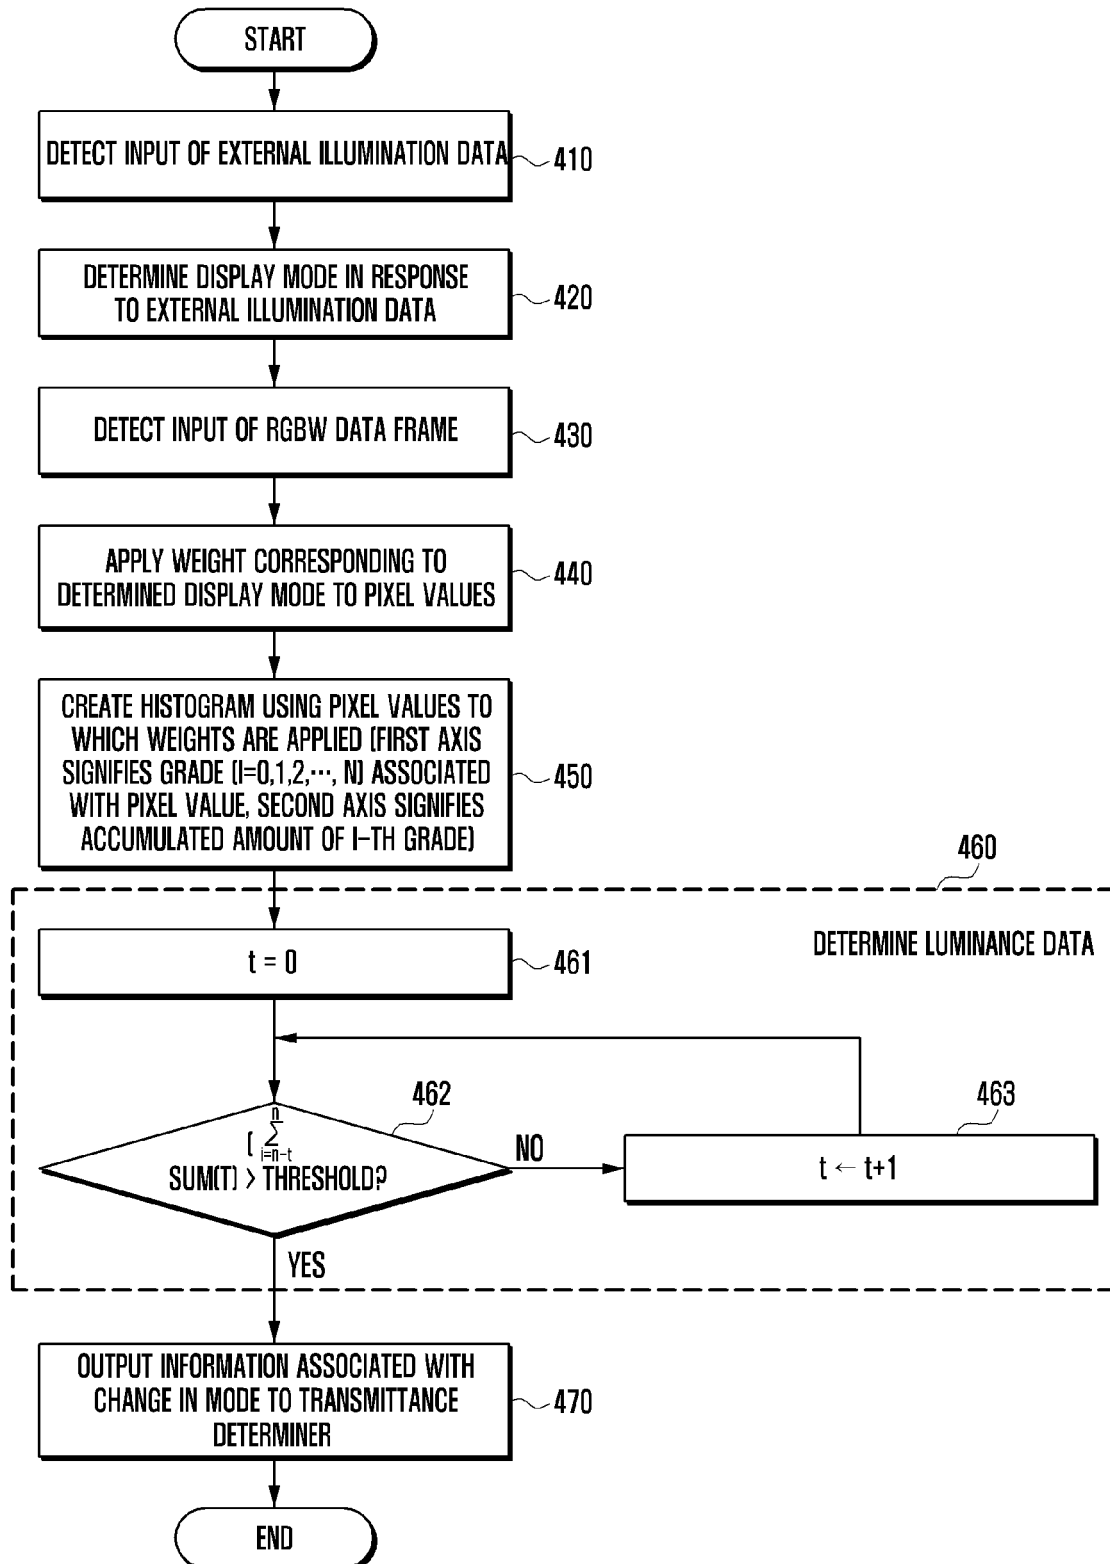 START
DETECT INPUT OF EXTERNAL ILLUMINATION DATA
410
DETERMINE DISPLAY MODE IN RESPONSE
TO EXTERNAL ILLUMINATION DATA
420
DETECT INPUT OF RGBW DATA FRAME
430
APPLY WEIGHT CORRESPONDING TO
DETERMINED DISPLAY MODE TO PIXEL VALUES
440
CREATE HISTOGRAM USING PIXEL VALUES TO
WHICH WEIGHTS ARE APPLIED (FIRST AXIS
SIGNIFIES GRADE (I=0,1,2,···, N) ASSOCIATED
WITH PIXEL VALUE, SECOND AXIS SIGNIFIES
ACCUMULATED AMOUNT OF I-TH GRADE)
450
460
DETERMINE LUMINANCE DATA
t = 0
461
462
n
( ∑
i=n-t
SUM(T) > THRESHOLD?
NO
463
t ← t+1
YES
OUTPUT INFORMATION ASSOCIATED WITH
CHANGE IN MODE TO TRANSMITTANCE
DETERMINER
470
END